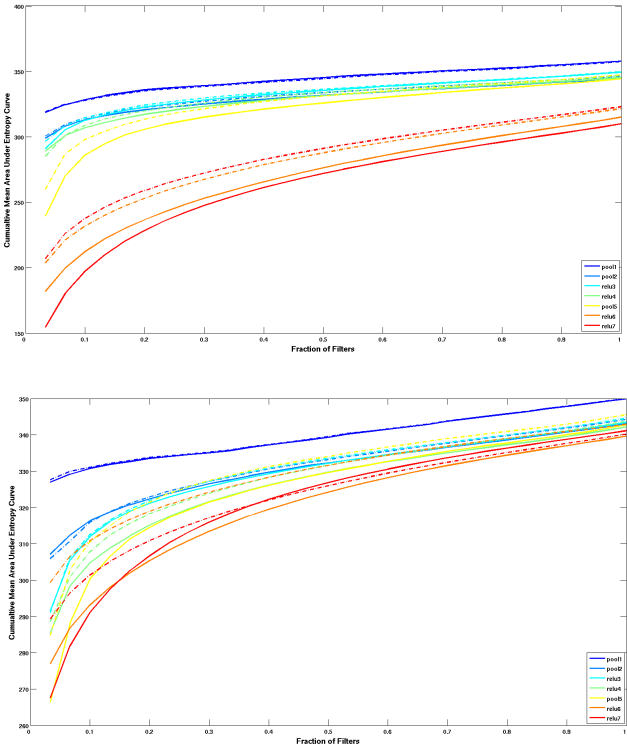 400
350
300
250
200
150
Cumualtive Mean Area Under Entropy Curve
0 0.1 0.2 0.3 0.4 0.5 0.6 0.7 0.8 0.9 1
Fraction of Filters
pool1
pool2
relu3
relu4
pool5
relu6
relu7
350
340
330
320
310
300
290
280
270
260
Cumualtive Mean Area Under Entropy Curve
0 0.1 0.2 0.3 0.4 0.5 0.6 0.7 0.8 0.9 1
Fraction of Filters
pool1
pool2
relu3
relu4
pool5
relu6
relu7